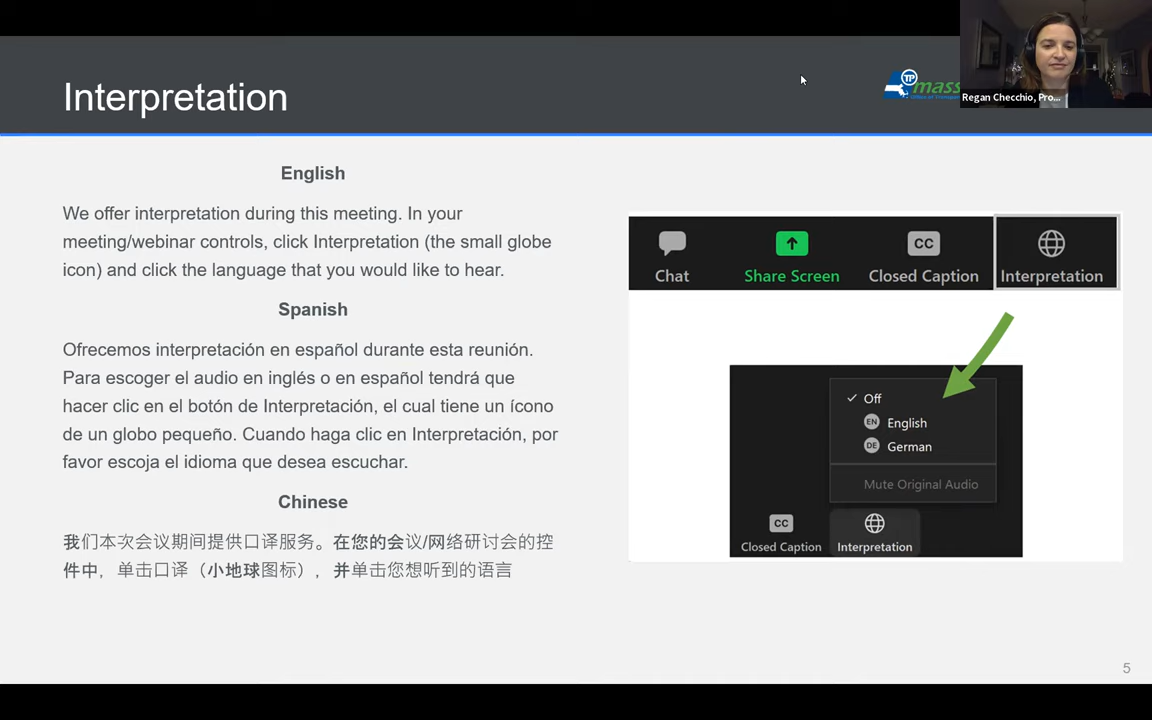 Interpretation
TP
mass
Regan Checchio, Pro...
English
We offer interpretation during this meeting. In your
meeting/webinar controls, click Interpretation (the small globe
icon) and click the language that you would like to hear.
Spanish
Ofrecemos interpretación en español durante esta reunión.
Para escoger el audio en inglés o en español tendrá que
hacer clic en el botón de Interpretación, el cual tiene un ícono
de un globo pequeño. Cuando haga clic en Interpretación, por
favor escoja el idioma que desea escuchar.
Chinese
我们本次会议期间提供口译服务。在您的会议/网络研讨会的控
件中，单击口译（小地球图标），并单击您想听到的语言
Chat
Share Screen
CC
Closed Caption
Interpretation
Off
EN English
DE German
Mute Original Audio
CC
Closed Caption
Interpretation
5